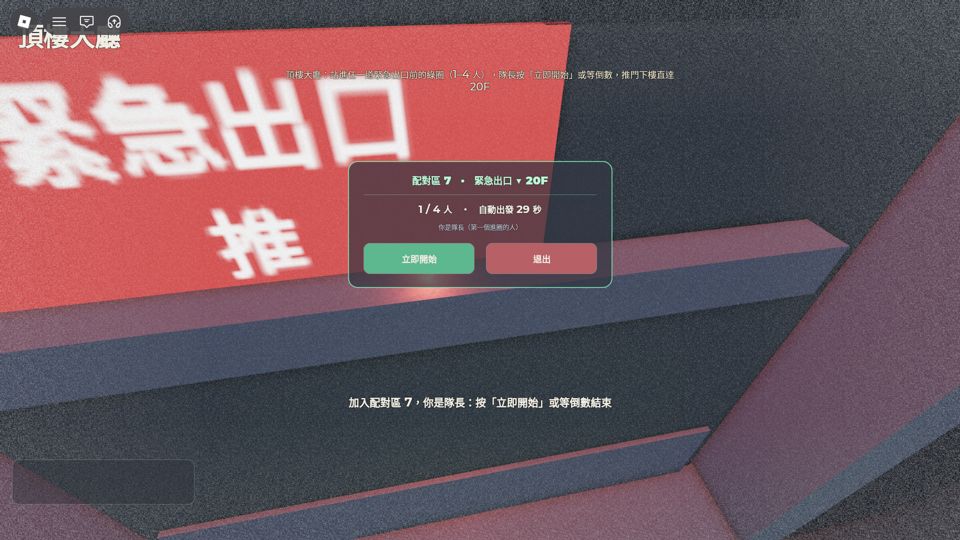 頂樓大廳
頂樓大廳：站進任一道緊急出口前的綠圈（1–4 人），隊長按「立即開始」或等倒數，推門下樓直達
20F
緊急出口
推
配對區 7 • 緊急出口 ▼ 20F
1 / 4 人 • 自動出發 29 秒
你是隊長（第一個進圈的人）
立即開始
退出
加入配對區 7，你是隊長：按「立即開始」或等倒數結束